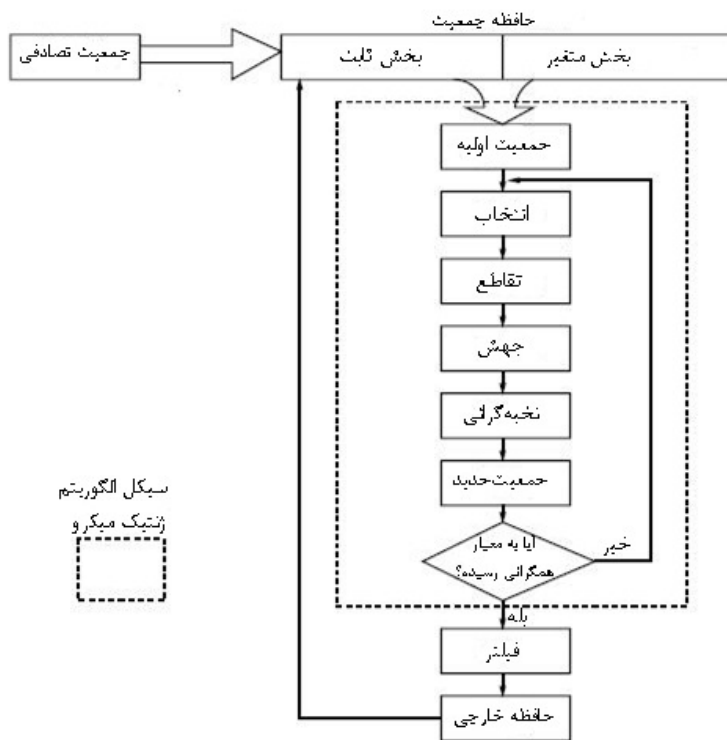 حافظه جمعیت
جمعیت تصادفی
بخش ثابت
بخش متغیر
جمعیت اولیه
انتخاب
تقاطع
جهش
نخبه‌گرائی
جمعیت‌جدید
آیا به معیار
همگرائی رسیده؟
خیر
بله
فیلتر
حافظه خارجی
سیکل الگوریتم
ژنتیک میکرو